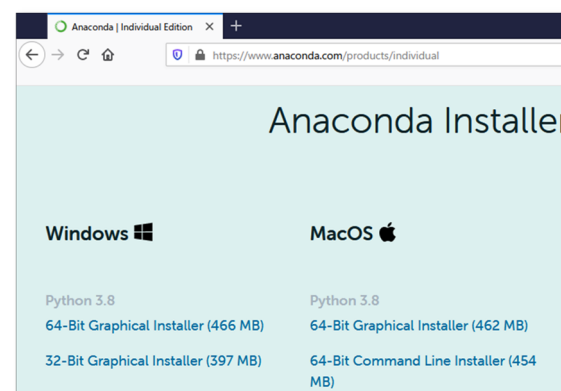 Anaconda | Individual Edition
https://www.anaconda.com/products/individual
Anaconda Installe
Windows
MacOS
Python 3.8
Python 3.8
64-Bit Graphical Installer (466 MB)
64-Bit Graphical Installer (462 MB)
32-Bit Graphical Installer (397 MB)
64-Bit Command Line Installer (454
MB)